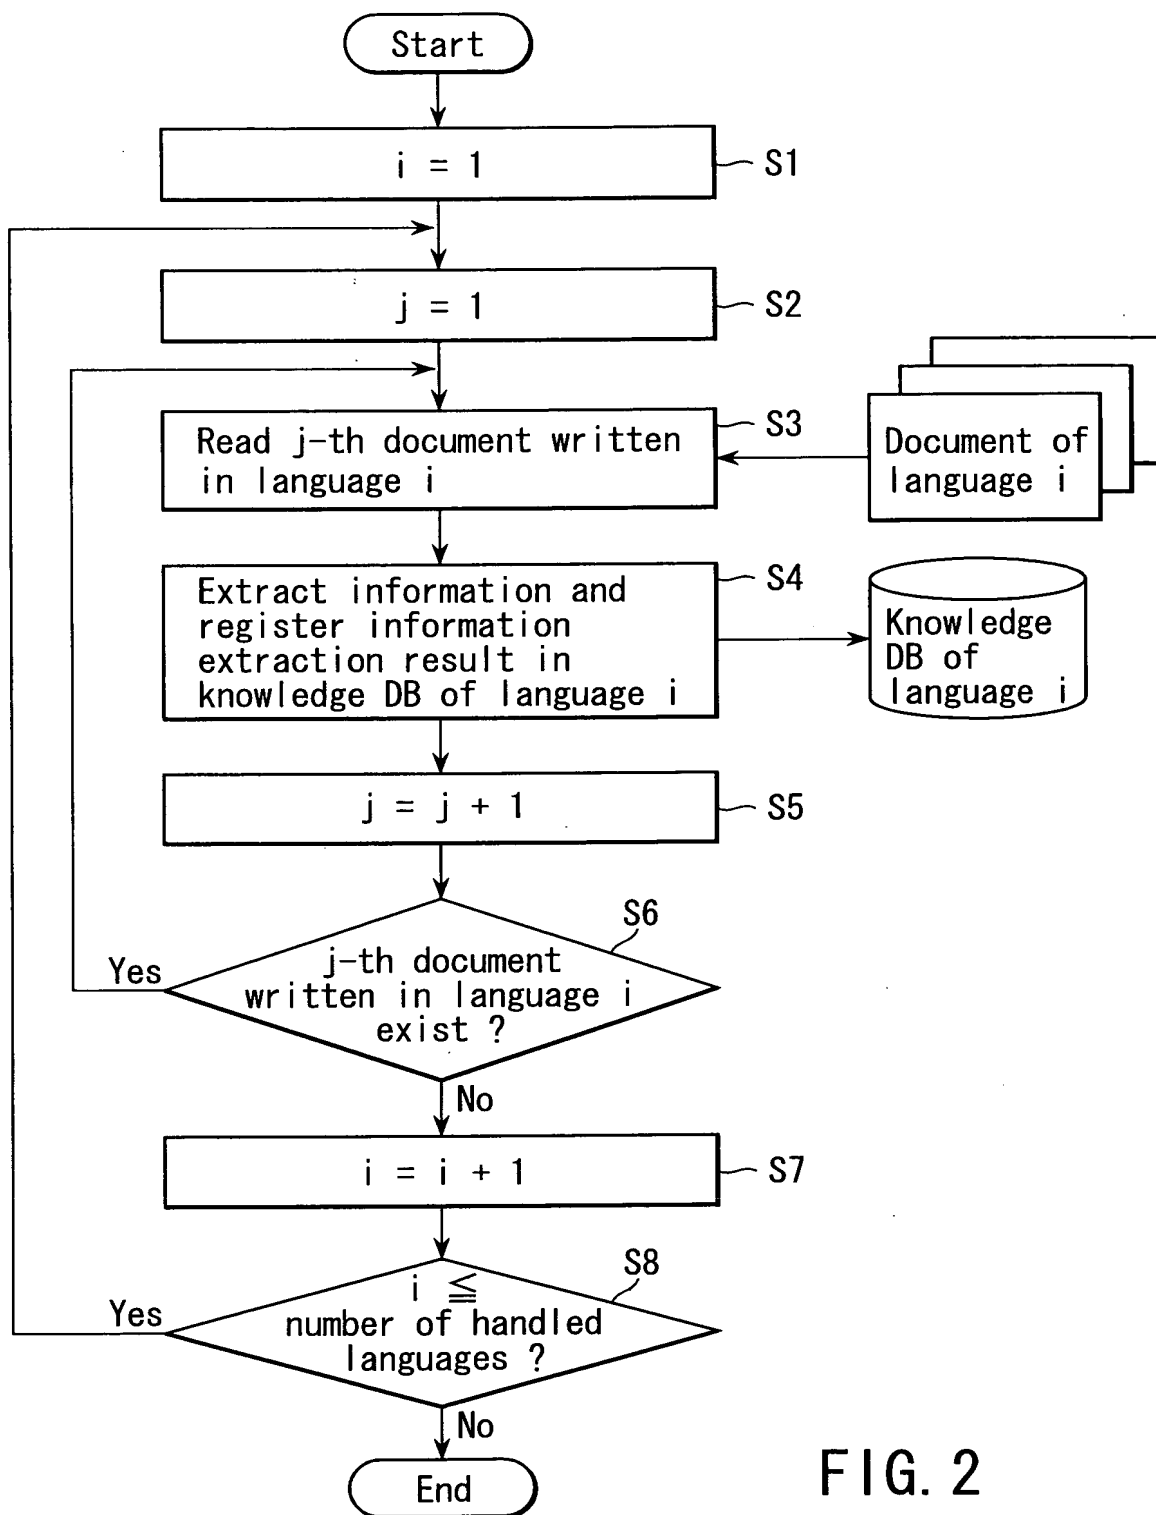 Start
i = 1
S1
j = 1
S2
Read j-th document written
in language i
S3
Document of
language i
Extract information and
register information
extraction result in
knowledge DB of language i
S4
Knowledge
DB of
language i
j = j + 1
S5
S6
j-th document
written in language i
exist ?
Yes
No
i = i + 1
S7
S8
i ≦
number of handled
languages ?
Yes
No
End
FIG. 2